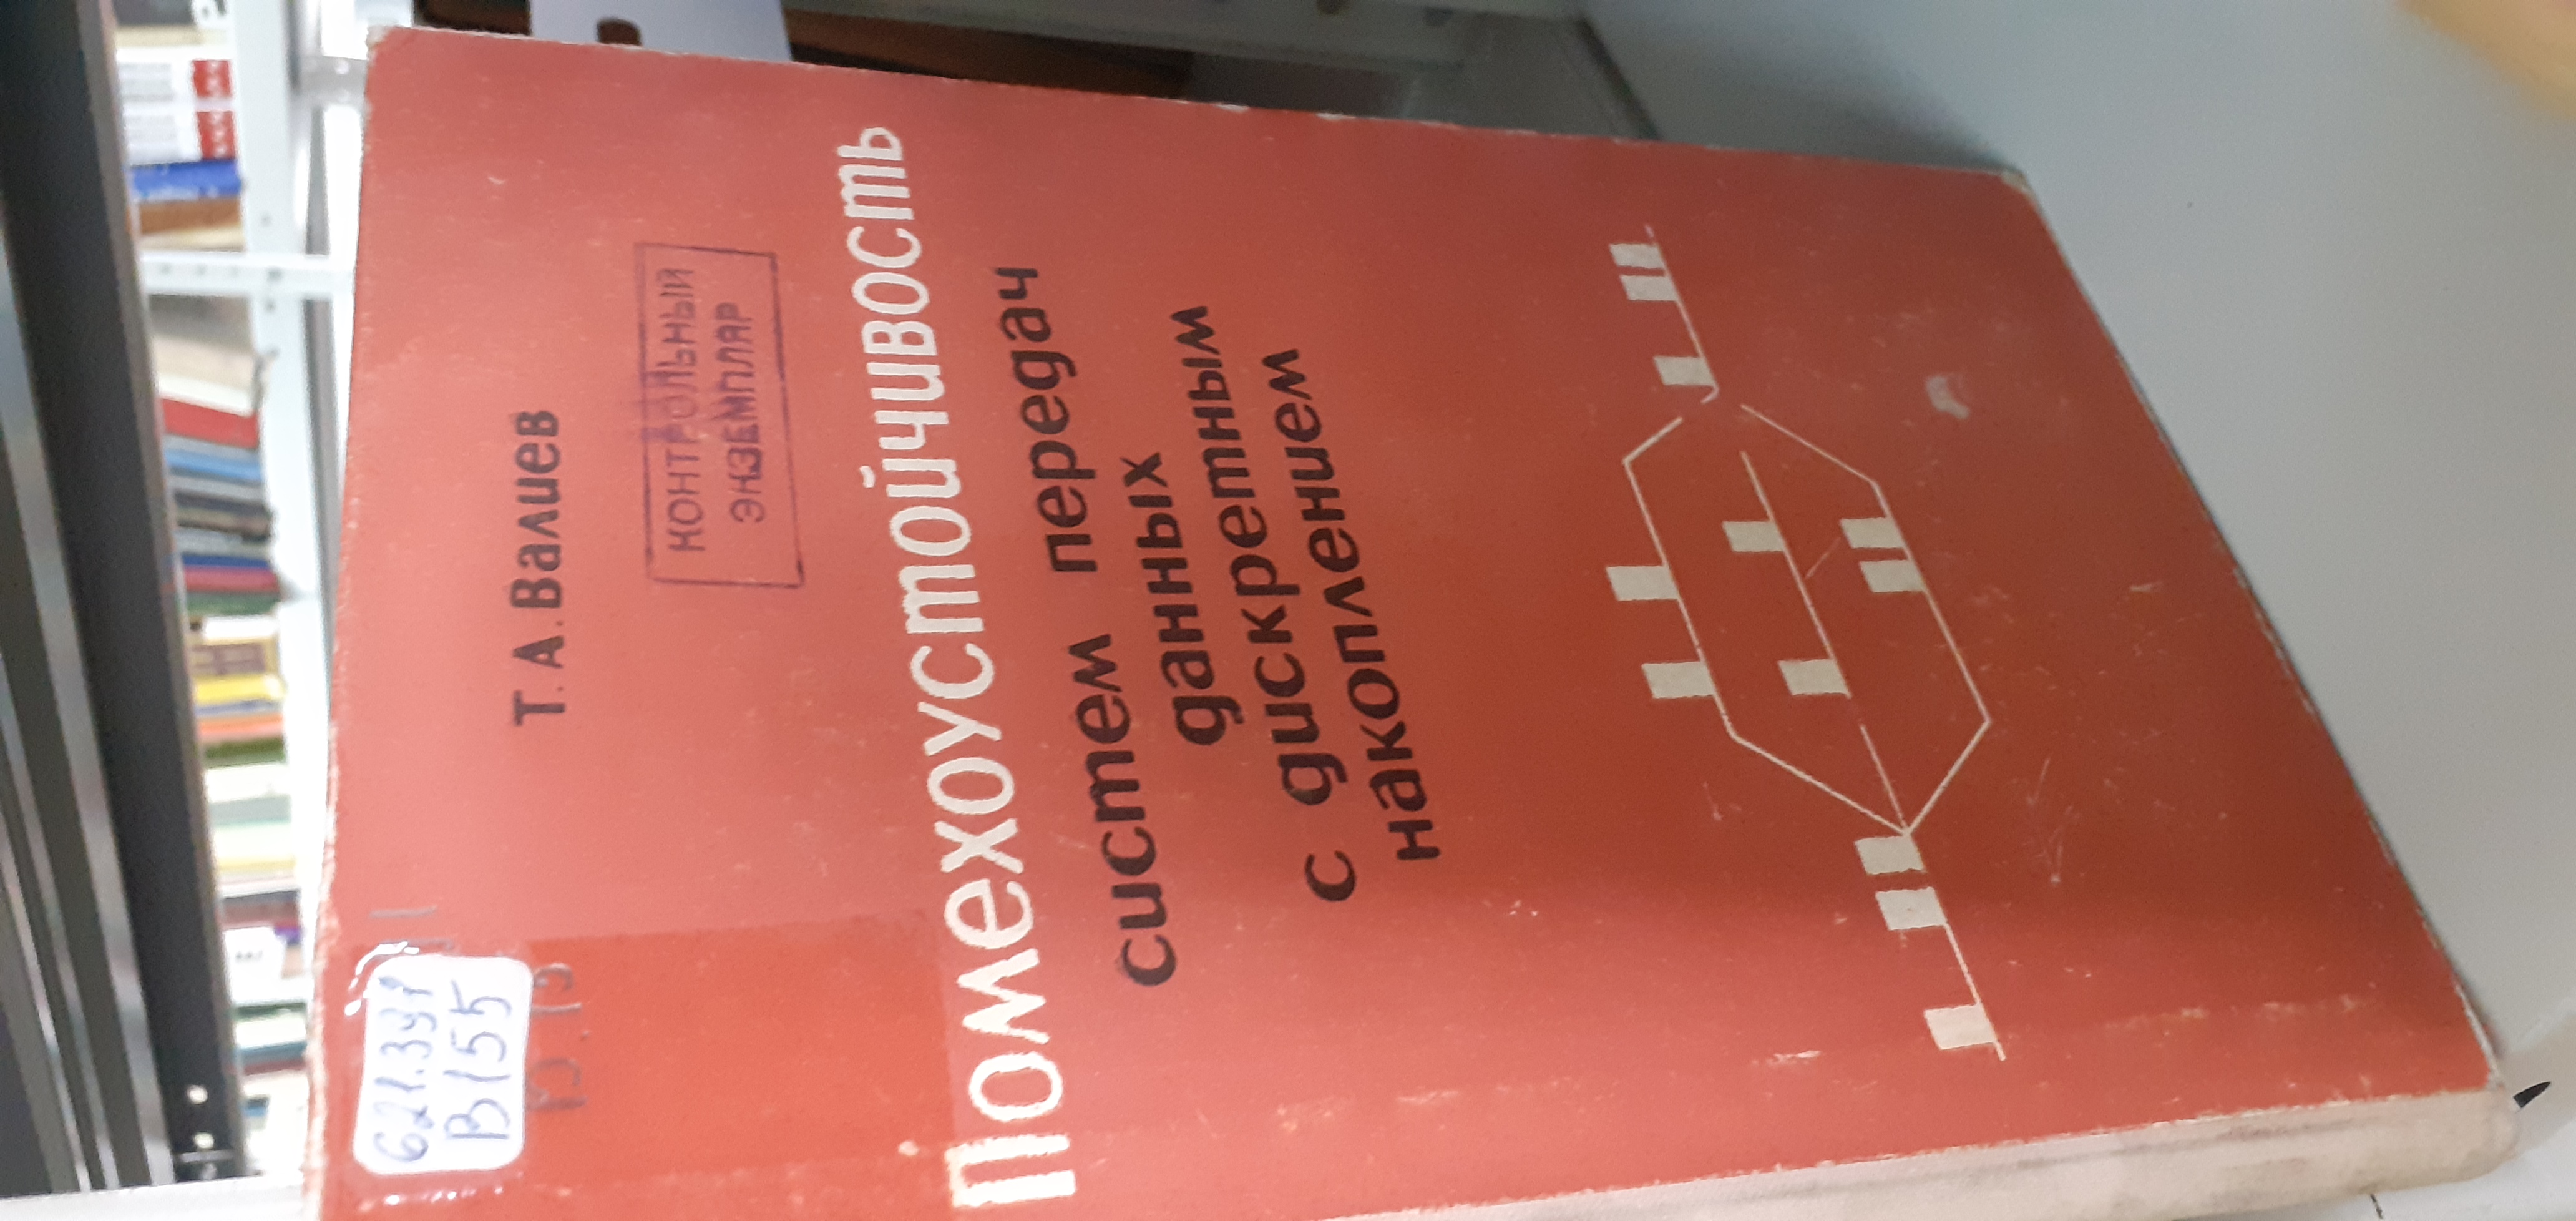 621.391
В155
Т. А. Валиев
КОНТРОЛЬНЫЙ
ЭКЗЕМПЛЯР
Помехоустойчивость
систем передач
данных
с дискретным
накоплением